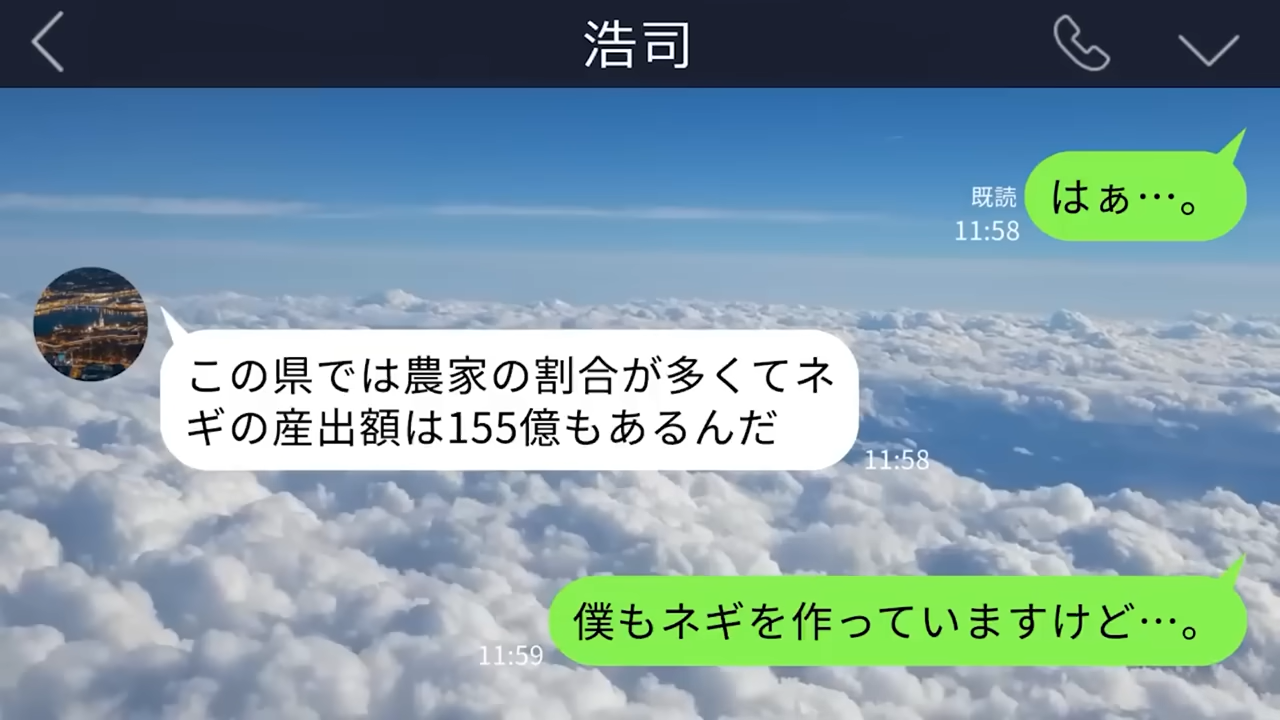 浩司
はぁ…。
既読
11:58
この県では農家の割合が多くてネ
ギの産出額は155億もあるんだ
11:58
僕もネギを作っていますけど…。
11:59